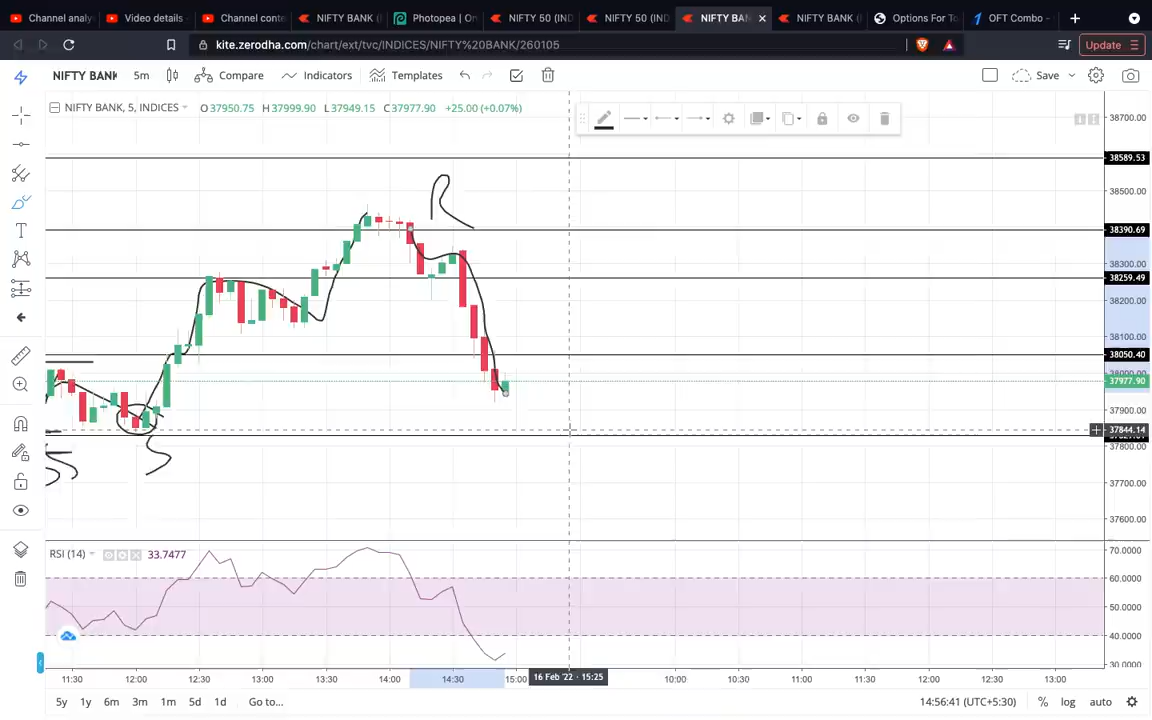 Channel analy
Video details
Channel conte
NIFTY BANK (I
Photopea | On
NIFTY 50 (IND
NIFTY 50 (IND
NIFTY BAN
NIFTY BANK (
Options For To
OFT Combo -
kite.zerodha.com/chart/ext/tvc/INDICES/NIFTY%20BANK/260105
Update
NIFTY BANK 5m Compare Indicators Templates Save
NIFTY BANK, 5, INDICES O37950.75 H37999.90 L37949.15 C37977.90 +25.00 (+0.07%)
38700.00
38589.53
38500.00
R
38390.69
38300.00
38259.49
38200.00
38100.00
38050.40
38000.00
37977.90
37900.00
37844.14
37800.00
S
S
37700.00
37600.00
RSI (14) 33.7477
70.0000
60.0000
50.0000
40.0000
30.0000
11:30 12:00 12:30 13:00 13:30 14:00 14:30 15:00 16 Feb '22 · 15:25 10:00 10:30 11:00 11:30 12:00 12:30 13:00
5y 1y 6m 3m 1m 5d 1d Go to... 14:56:41 (UTC+5:30) % log auto